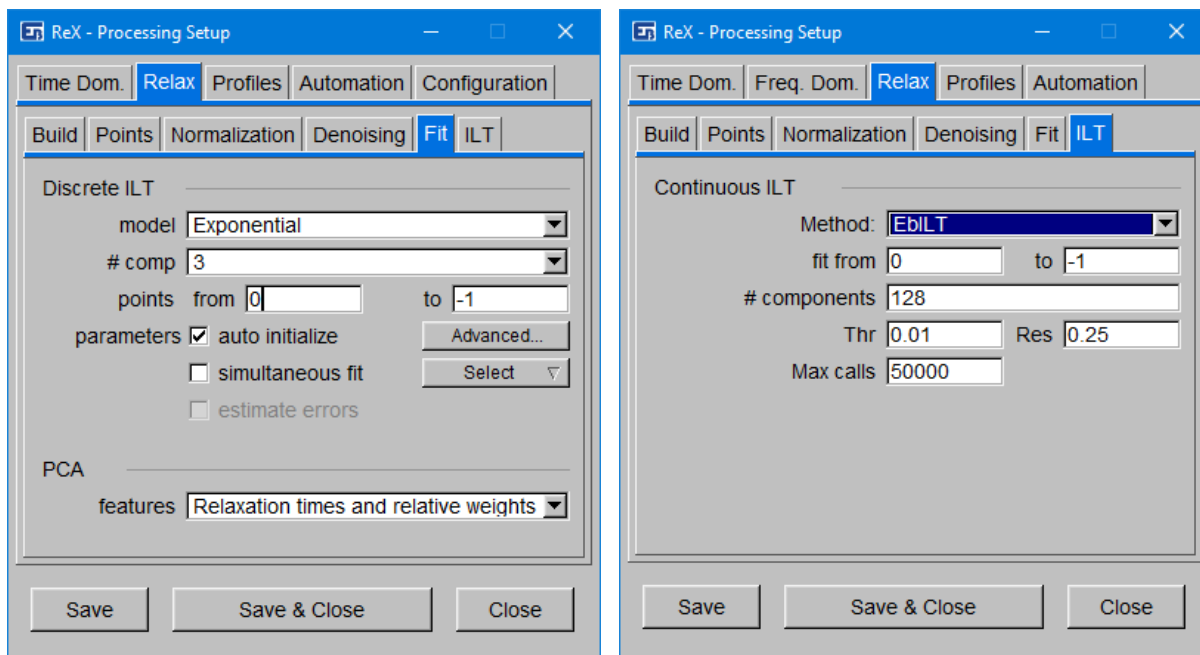 ReX - Processing Setup
Time Dom. Relax Profiles Automation Configuration
Build Points Normalization Denoising Fit ILT
Discrete ILT
model Exponential
# comp 3
points from 0 to -1
parameters auto initialize Advanced...
simultaneous fit Select
estimate errors
PCA
features Relaxation times and relative weights
Save Save & Close Close
ReX - Processing Setup
Time Dom. Freq. Dom. Relax Profiles Automation
Build Points Normalization Denoising Fit ILT
Continuous ILT
Method: EbILT
fit from 0 to -1
# components 128
Thr 0.01 Res 0.25
Max calls 50000
Save Save & Close Close